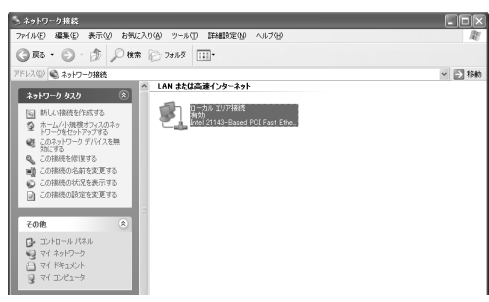 ネットワーク接続
ファイル(F) 編集(E) 表示(V) お気に入り(A) ツール(T) 詳細設定(N) ヘルプ(H)
戻る 検索 フォルダ
アドレス(D) ネットワーク接続 移動
ネットワーク タスク
新しい接続を作成する
ホーム/小規模オフィスのネットワークをセットアップする
このネットワーク デバイスを無効にする
この接続を修復する
この接続の名前を変更する
この接続の状況を表示する
この接続の設定を変更する
その他
コントロール パネル
マイ ネットワーク
マイ ドキュメント
マイ コンピュータ
LAN または高速インターネット
ローカル エリア接続
有効
Intel 21143-Based PCI Fast Ethe...